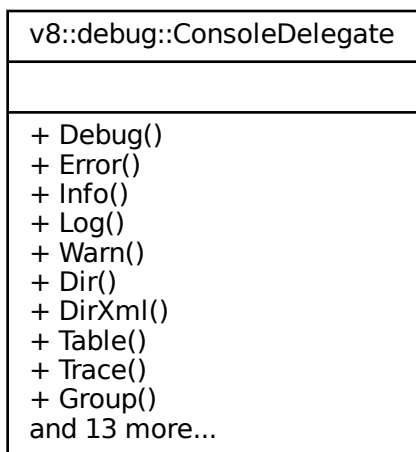 v8::debug::ConsoleDelegate
+ Debug()
+ Error()
+ Info()
+ Log()
+ Warn()
+ Dir()
+ DirXml()
+ Table()
+ Trace()
+ Group()
and 13 more...